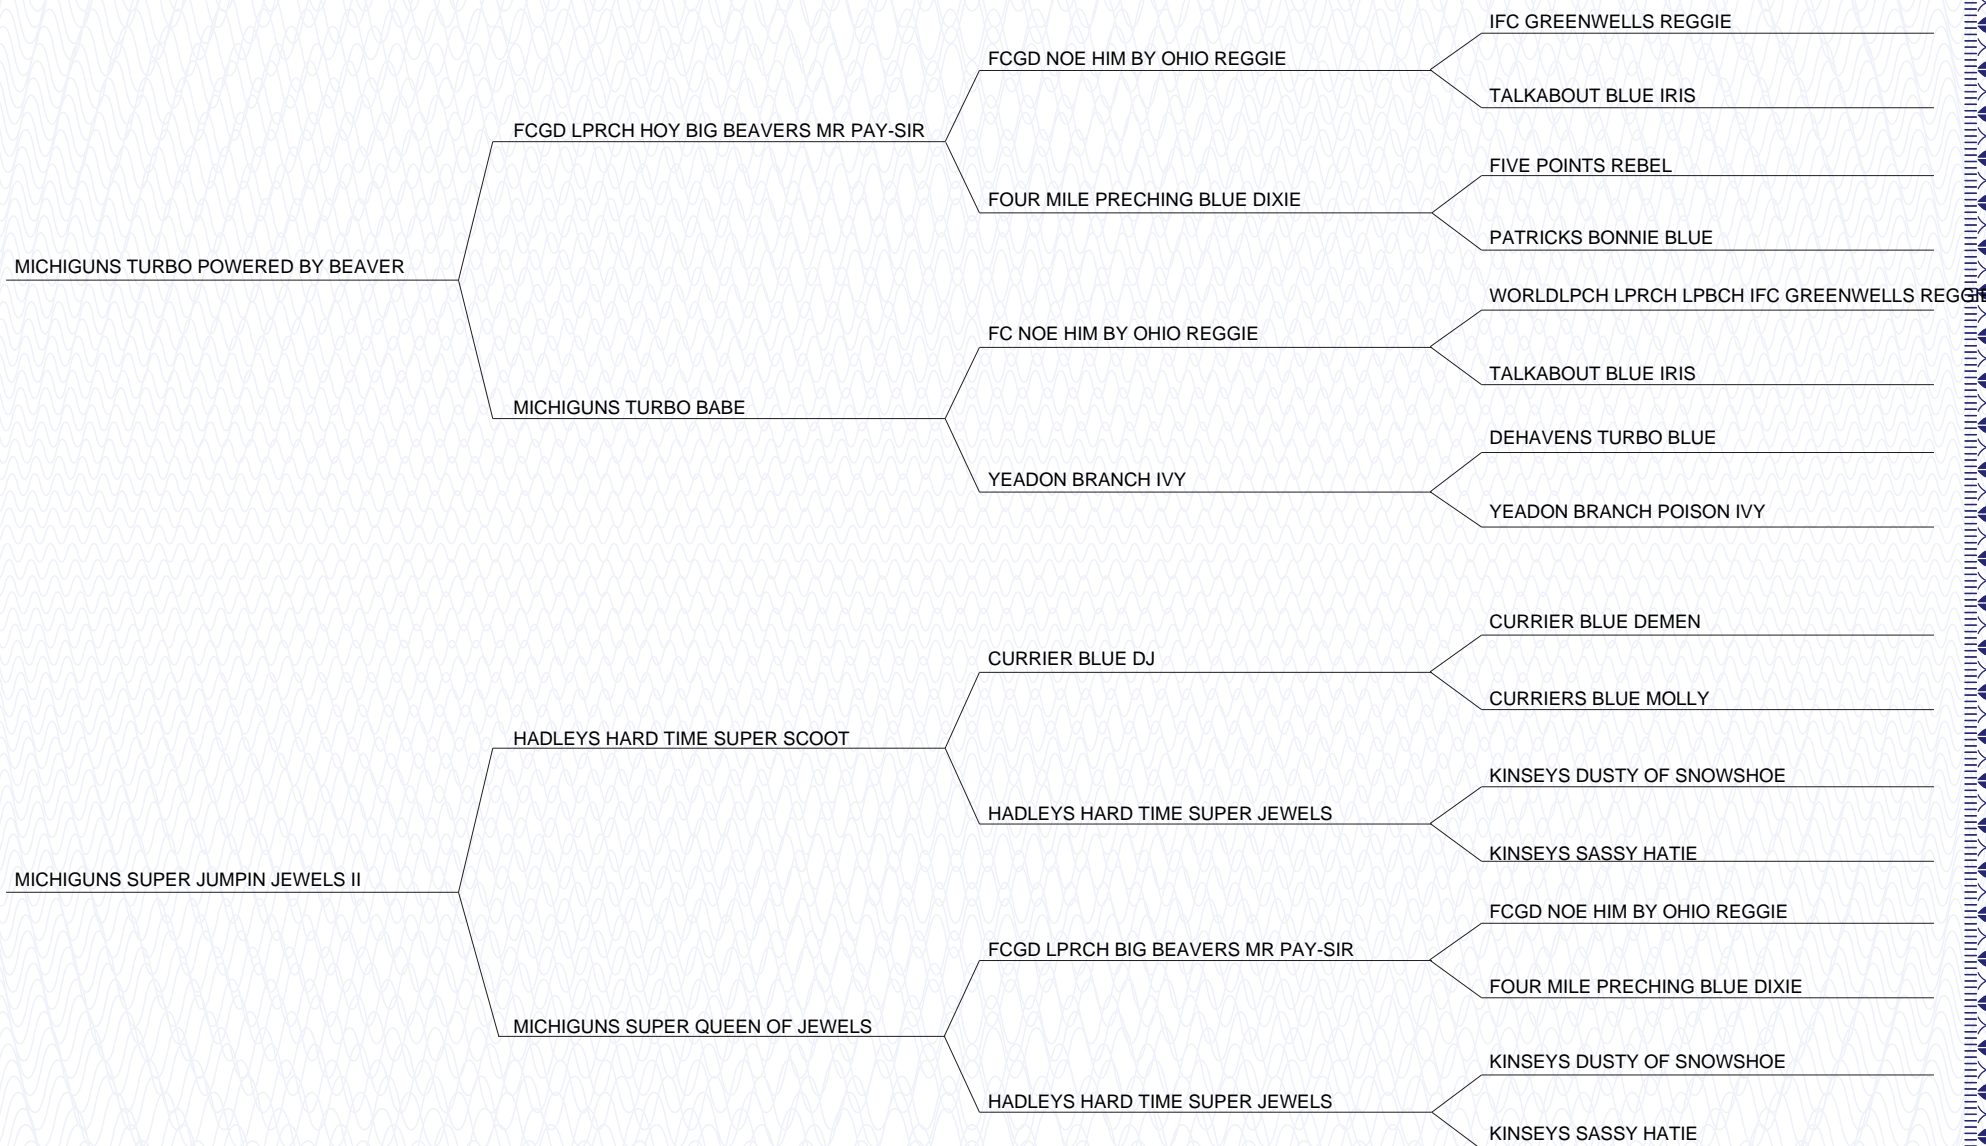 IFC GREENWELLS REGGIE
FCGD NOE HIM BY OHIO REGGIE
TALKABOUT BLUE IRIS
FCGD LPRCH HOY BIG BEAVERS MR PAY-SIR
FIVE POINTS REBEL
FOUR MILE PRECHING BLUE DIXIE
PATRICKS BONNIE BLUE
MICHIGUNS TURBO POWERED BY BEAVER
WORLDLPCH LPRCH LPBCH IFC GREENWELLS REGGIE
FC NOE HIM BY OHIO REGGIE
TALKABOUT BLUE IRIS
MICHIGUNS TURBO BABE
DEHAVENS TURBO BLUE
YEADON BRANCH IVY
YEADON BRANCH POISON IVY
CURRIER BLUE DEMEN
CURRIER BLUE DJ
CURRIERS BLUE MOLLY
HADLEYS HARD TIME SUPER SCOOT
KINSEYS DUSTY OF SNOWSHOE
HADLEYS HARD TIME SUPER JEWELS
KINSEYS SASSY HATIE
MICHIGUNS SUPER JUMPIN JEWELS II
FCGD NOE HIM BY OHIO REGGIE
FCGD LPRCH BIG BEAVERS MR PAY-SIR
FOUR MILE PRECHING BLUE DIXIE
MICHIGUNS SUPER QUEEN OF JEWELS
KINSEYS DUSTY OF SNOWSHOE
HADLEYS HARD TIME SUPER JEWELS
KINSEYS SASSY HATIE